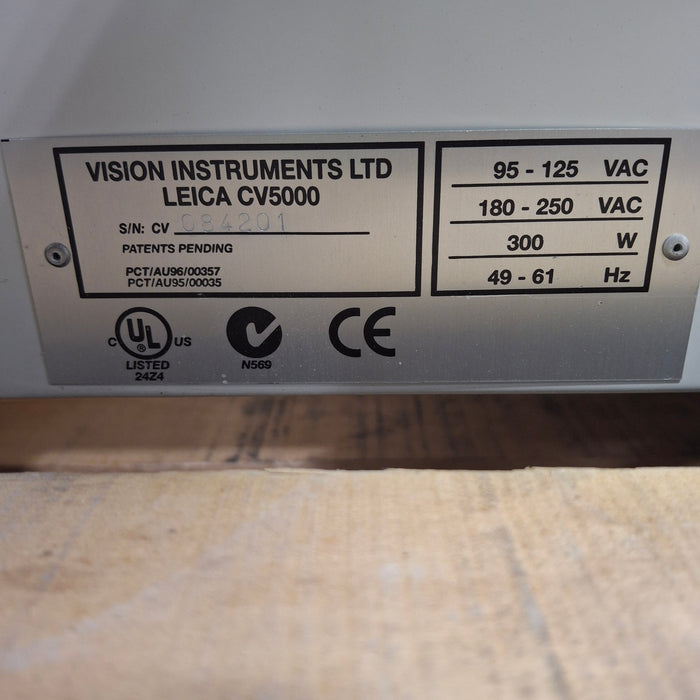 VISION INSTRUMENTS LTD
LEICA CV5000
S/N: CV 084201
PATENTS PENDING
PCT/AU96/00357
PCT/AU95/00035
95 - 125 VAC
180 - 250 VAC
300 W
49 - 61 Hz
C UL US
®
LISTED
24Z4
N569
CE